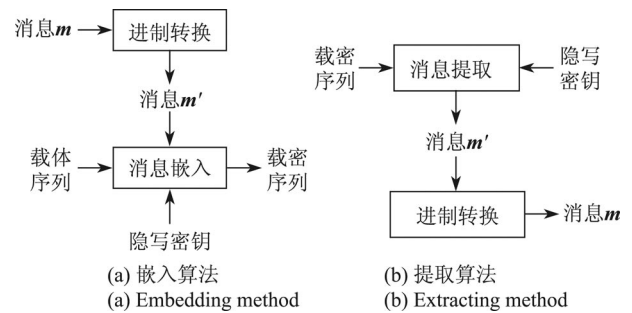 消息m
进制转换
消息m′
载体
序列
消息嵌入
载密
序列
隐写密钥
(a) 嵌入算法
(a) Embedding method
载密
序列
消息提取
隐写
密钥
消息m′
进制转换
消息m
(b) 提取算法
(b) Extracting method